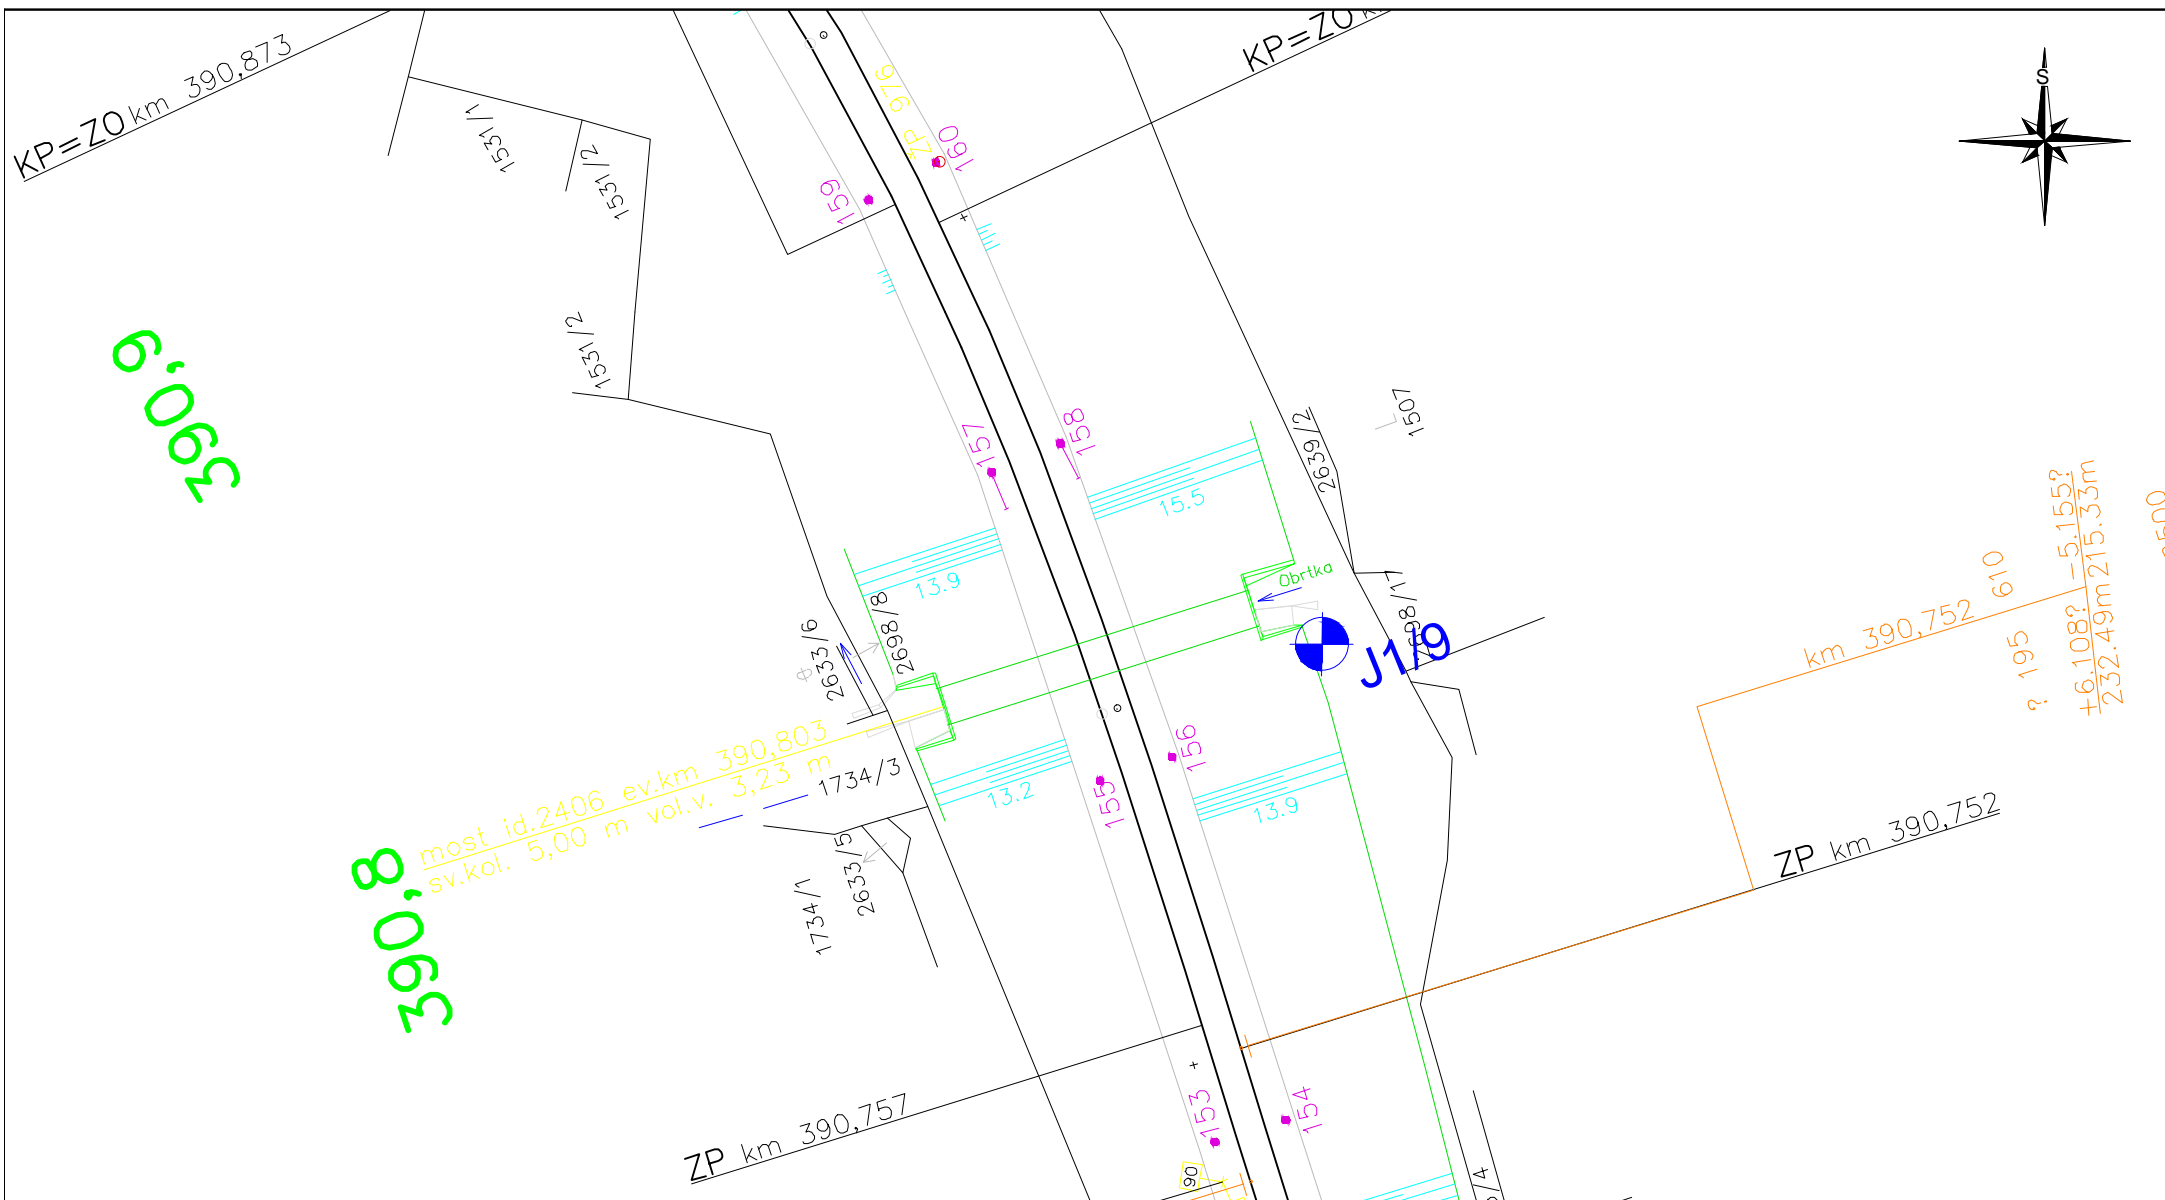 KP=ZO km 390,873
KP=ZO
S
ZP 976
160
159
1531/1
1531/2
1531/2
390,9
157
158
2639/2
1507
15.5
13.9
Obrtka
2698/8
2633/6
2698/17
J1/9
km 390,752
610
? 195
-5.155?
215.33m
+6.108?
232.49m
most id.2406 ev.km 390,803
sv.kol. 5,00 m vol.v. 3,23 m
1734/3
13.2
155
156
13.9
ZP km 390,752
390,8
2633/5
1734/1
ZP km 390,757
153
154
90